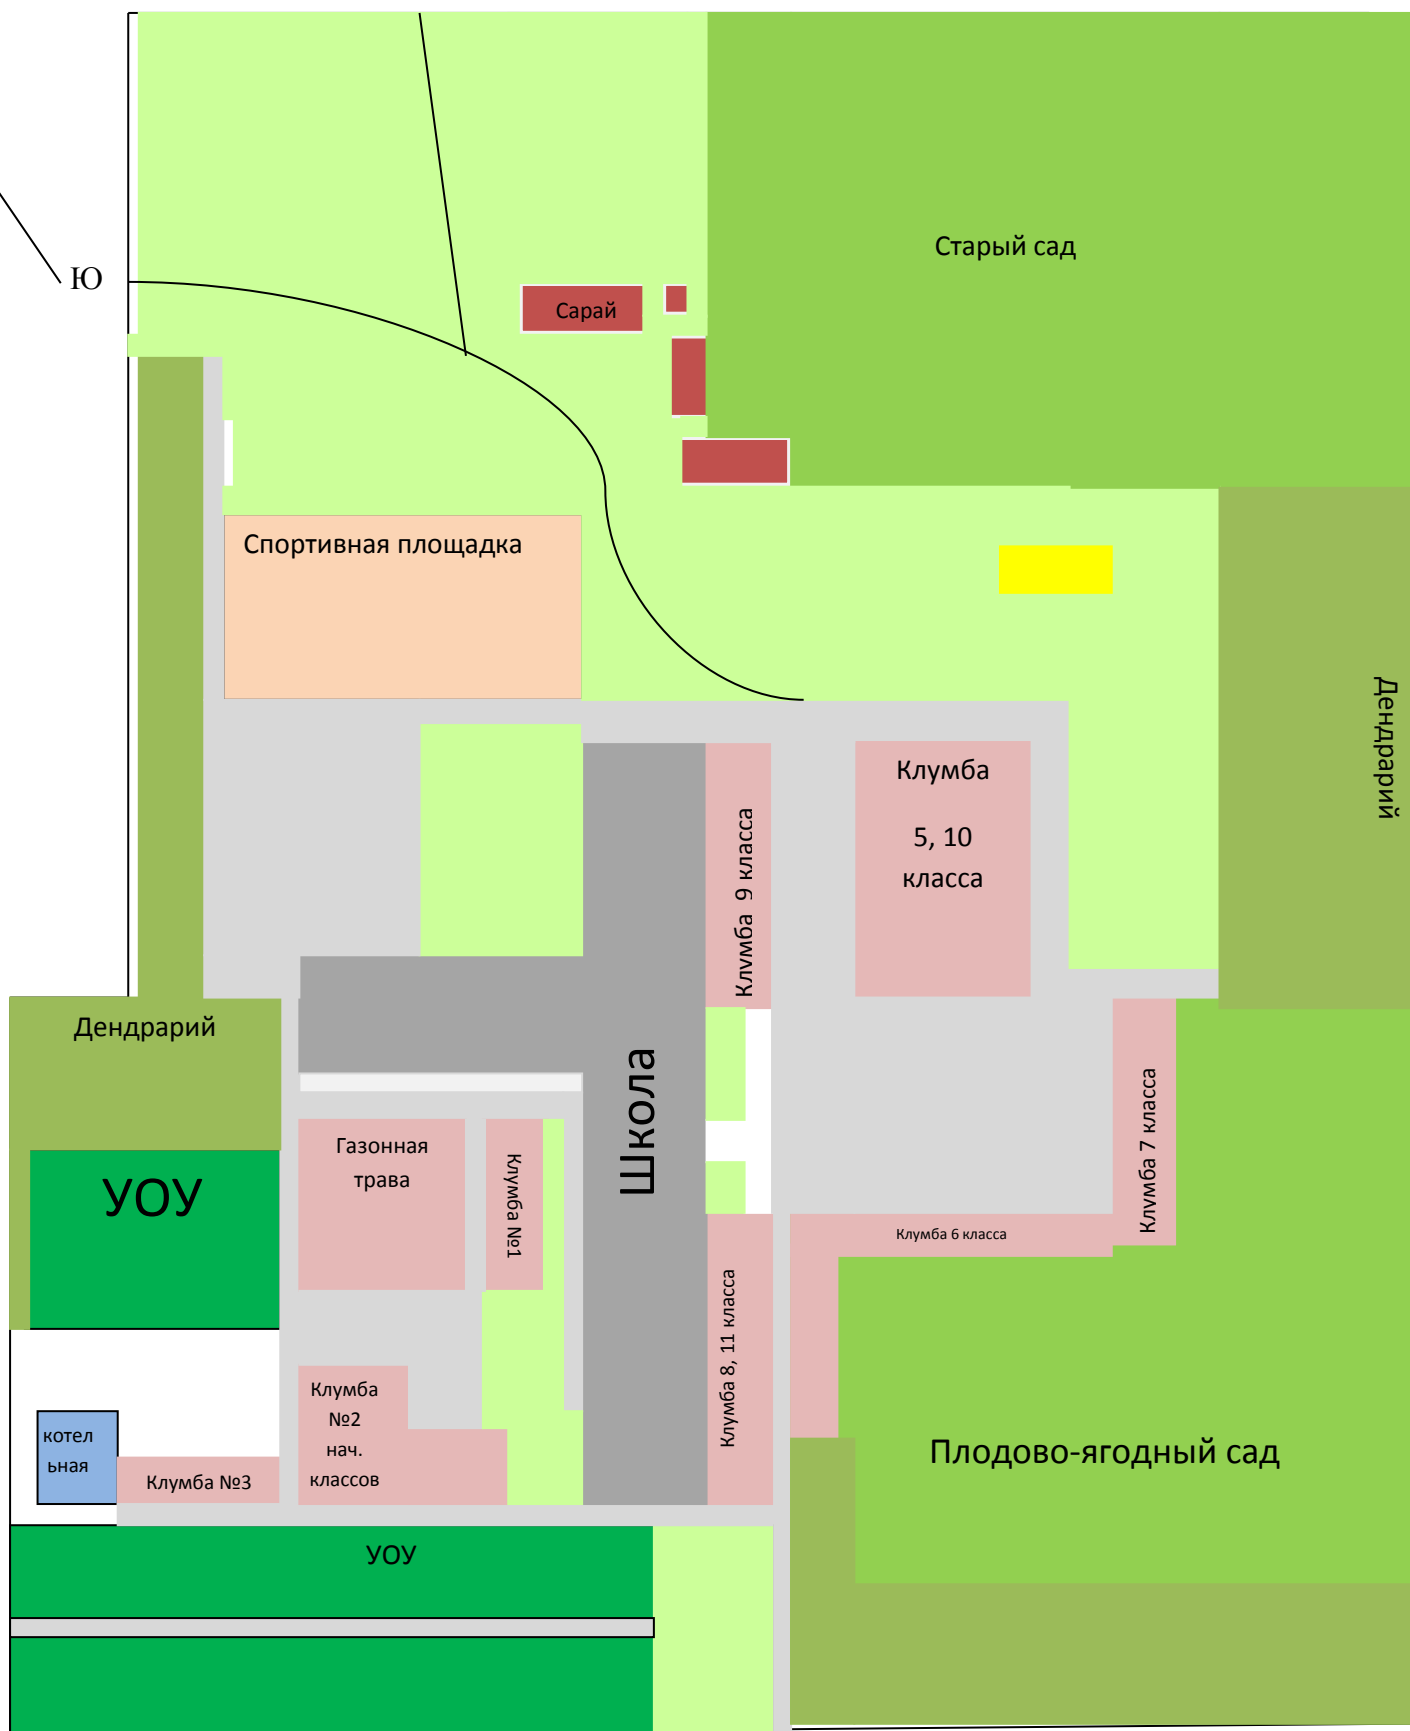 Старый сад
Ю
Сарай
Спортивная площадка
Дендрарий
Клумба
5, 10
класса
Клумба 9 класса
Дендрарий
Школа
Клумба 7 класса
Газонная
трава
Клумба №1
УОУ
Клумба 6 класса
Клумба 8, 11 класса
Клумба
№2
нач.
классов
котел
ьная
Клумба №3
Плодово-ягодный сад
УОУ